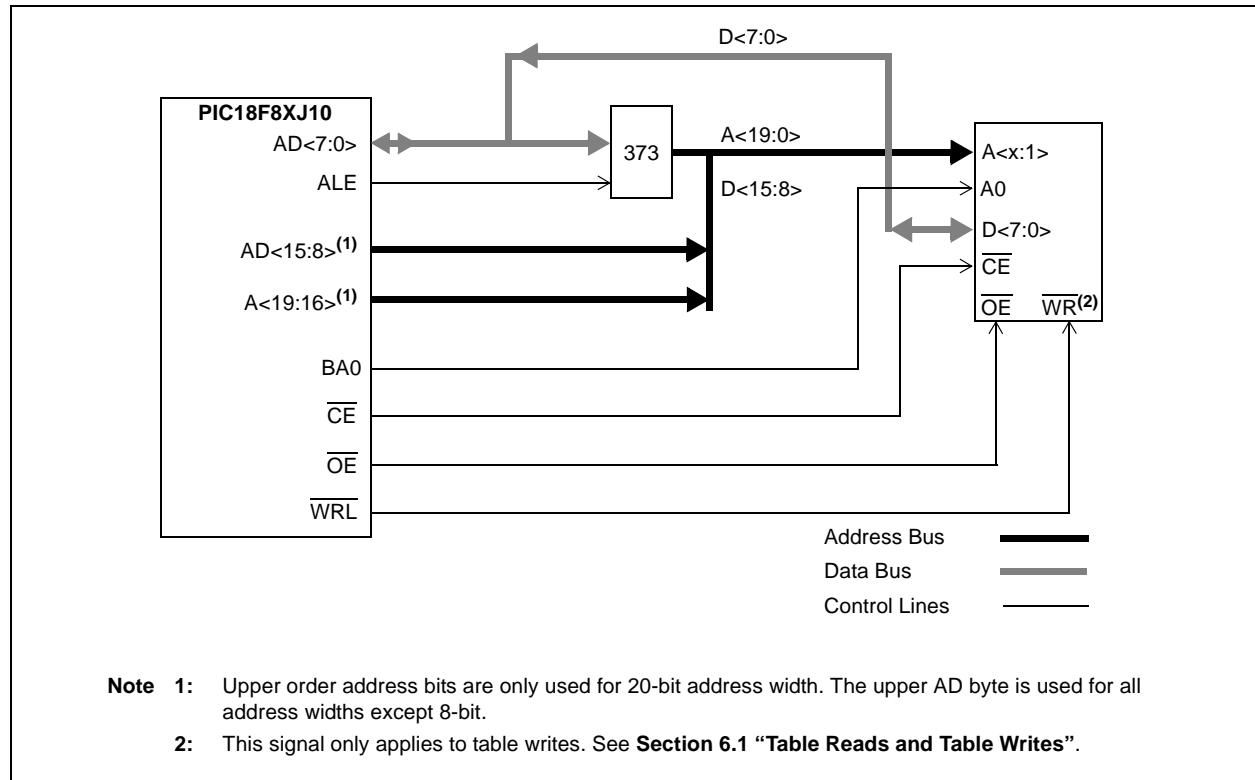 D<7:0>
PIC18F8XJ10
AD<7:0>
ALE
AD<15:8>(1)
A<19:16>(1)
BA0
CE
OE
WRL
373
A<19:0>
D<15:8>
A<x:1>
A0
D<7:0>
CE
OE WR(2)
Address Bus
Data Bus
Control Lines
Note 1: Upper order address bits are only used for 20-bit address width. The upper AD byte is used for all
address widths except 8-bit.
2: This signal only applies to table writes. See Section 6.1 “Table Reads and Table Writes”.